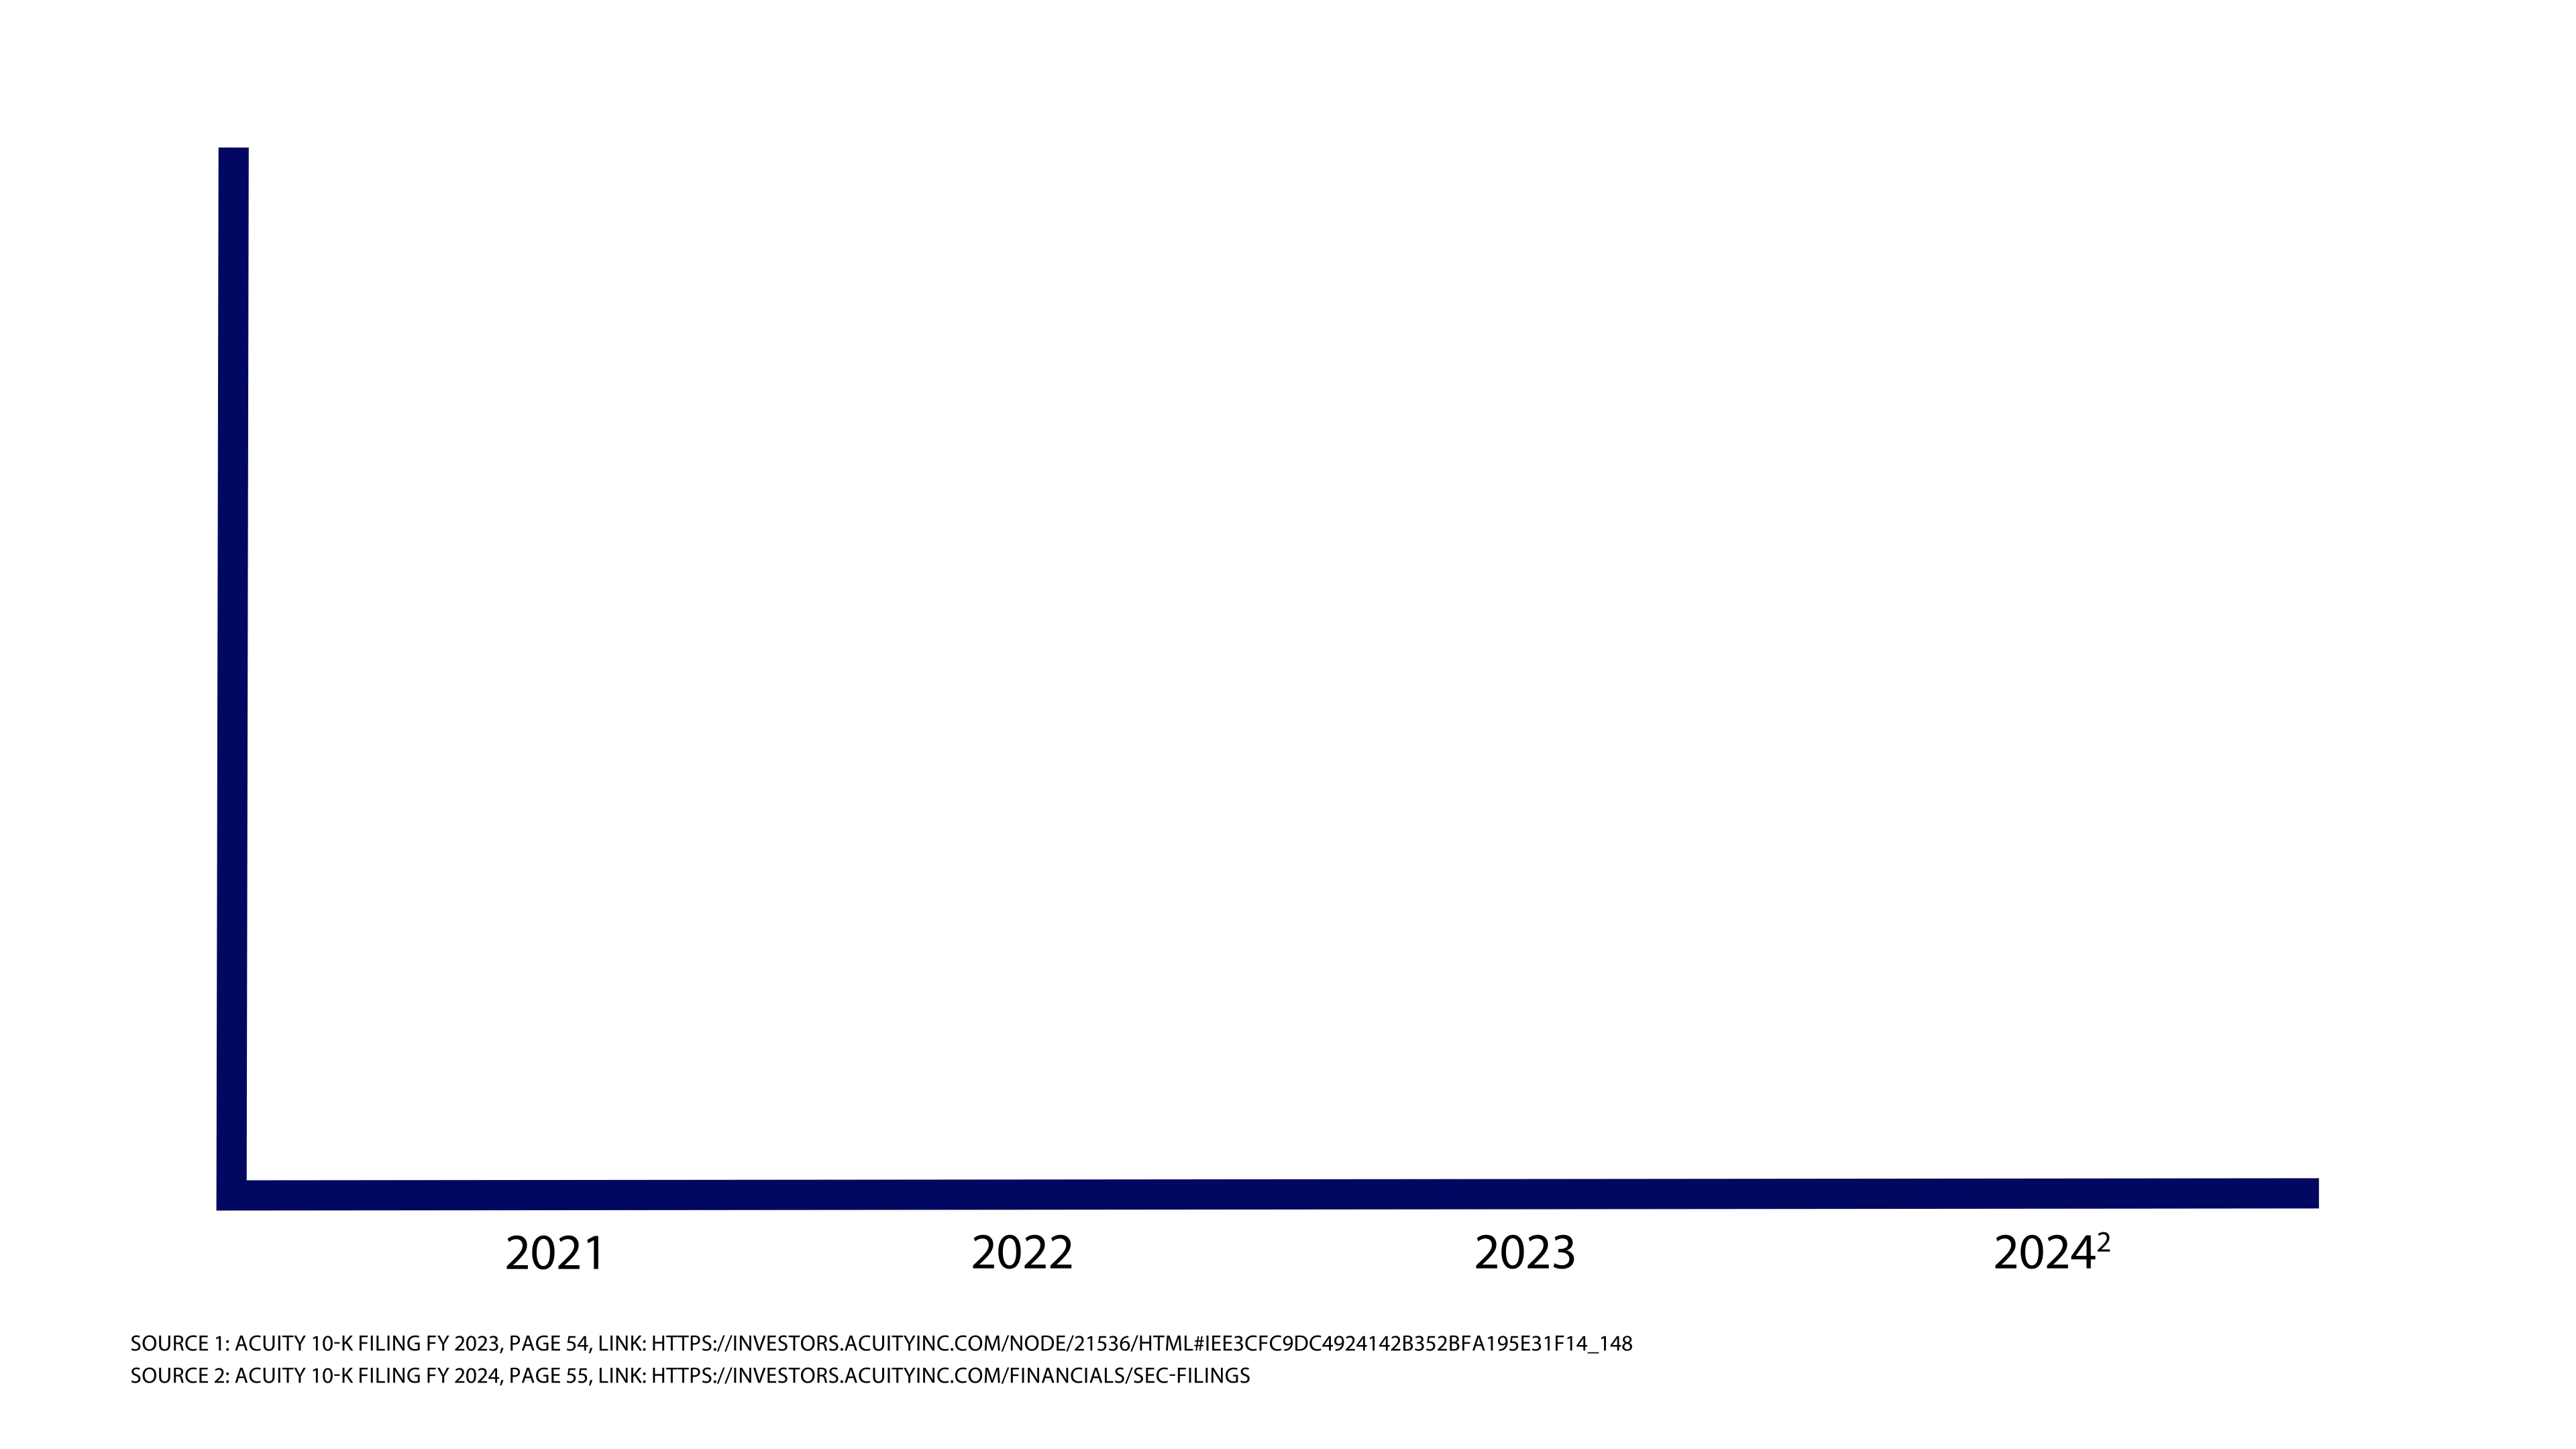 2021 2022 2023 2024²
SOURCE 1: ACUITY 10-K FILING FY 2023, PAGE 54, LINK: HTTPS://INVESTORS.ACUITYINC.COM/NODE/21536/HTML#IEE3CFC9DC4924142B352BFA195E31F14_148
SOURCE 2: ACUITY 10-K FILING FY 2024, PAGE 55, LINK: HTTPS://INVESTORS.ACUITYINC.COM/FINANCIALS/SEC-FILINGS